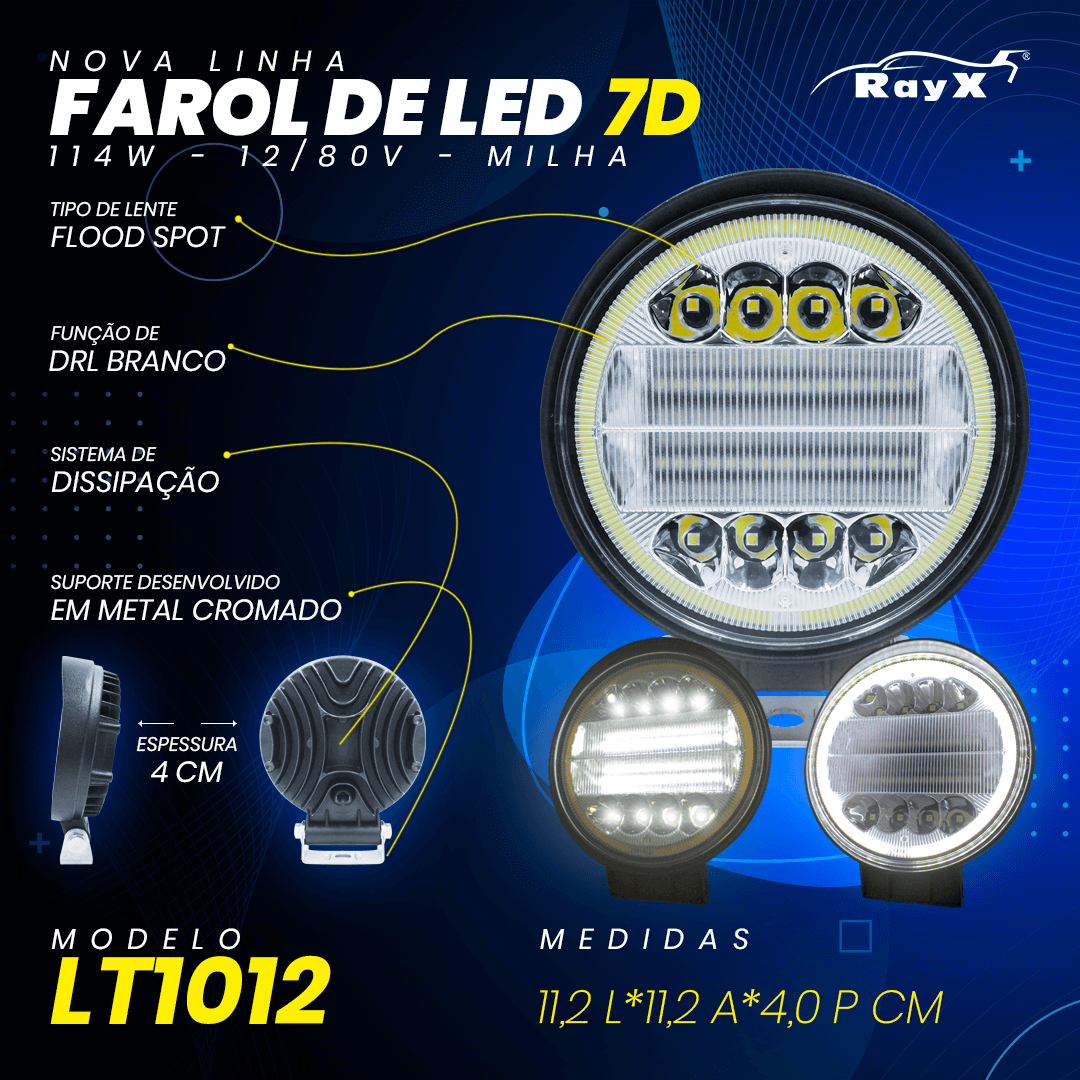 NOVA LINHA
FAROL DE LED 7D
114W - 12/80V - MILHA
RayX®
TIPO DE LENTE
FLOOD SPOT
FUNÇÃO DE
DRL BRANCO
SISTEMA DE
DISSIPAÇÃO
SUPORTE DESENVOLVIDO
EM METAL CROMADO
ESPESSURA
4 CM
MODELO
LT1012
MEDIDAS
11,2 L*11,2 A*4,0 P CM